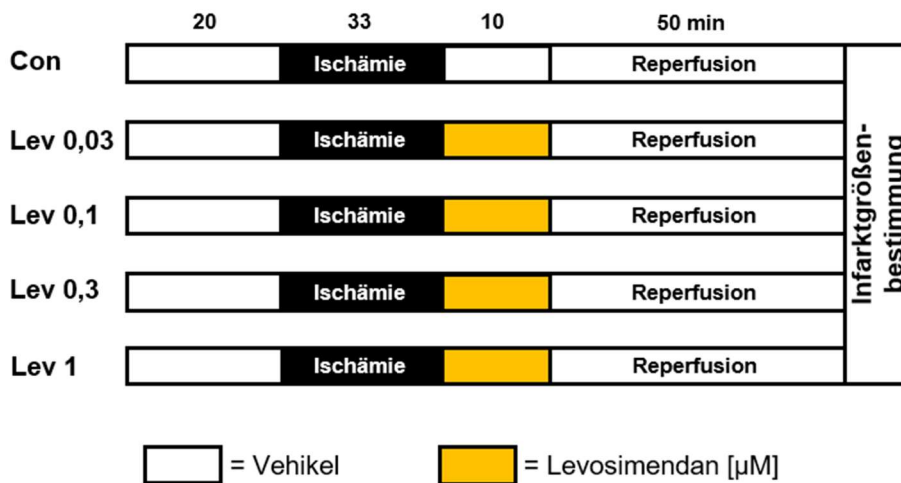 20 33 10 50 min
Con Ischämie Reperfusion
Lev 0,03 Ischämie Reperfusion
Lev 0,1 Ischämie Reperfusion
Lev 0,3 Ischämie Reperfusion
Lev 1 Ischämie Reperfusion
Infarktgrößen-
bestimmung
= Vehikel = Levosimendan [µM]